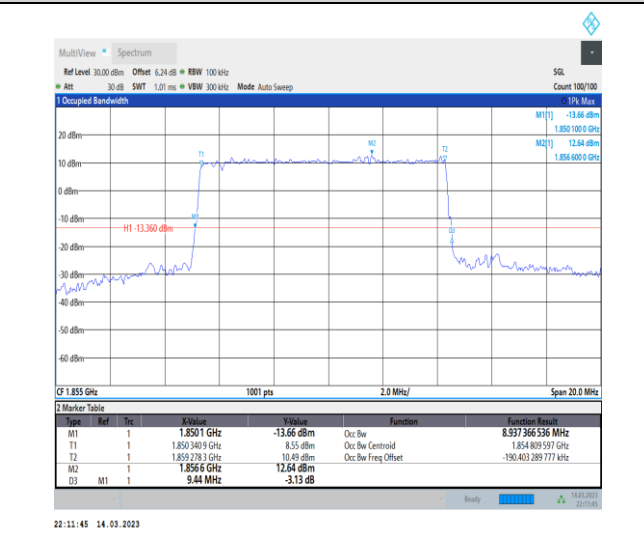 MultiView Spectrum
Ref Level 30.00 dBm Offset 6.24 dB RBW 100 kHz SGL
Att 30 dB SWT 1.01 ms VBW 300 kHz Mode Auto Sweep Count 100/100
1 Occupied Bandwidth 1Pk Max
M1[1] -13.66 dBm
1.850 100 0 GHz
M2[1] 12.64 dBm
1.856 600 0 GHz
20 dBm
M2
T2
T1
10 dBm
0 dBm
-10 dBm
M1
H1 -13.360 dBm
D3
-20 dBm
-30 dBm
-40 dBm
-50 dBm
-60 dBm
CF 1.855 GHz 1001 pts 2.0 MHz/ Span 20.0 MHz
2 Marker Table
Type Ref Trc X-Value Y-Value Function Function Result
M1 1 1.8501 GHz -13.66 dBm Occ Bw 8.937 366 536 MHz
T1 1 1.850 340 9 GHz 8.55 dBm Occ Bw Centroid 1.854 809 597 GHz
T2 1 1.859 278 3 GHz 10.49 dBm Occ Bw Freq Offset -190.403 289 777 kHz
M2 1 1.856 6 GHz 12.64 dBm
D3 M1 1 9.44 MHz -3.13 dB
Ready 14.03.2023
22:11:45
22:11:45 14.03.2023